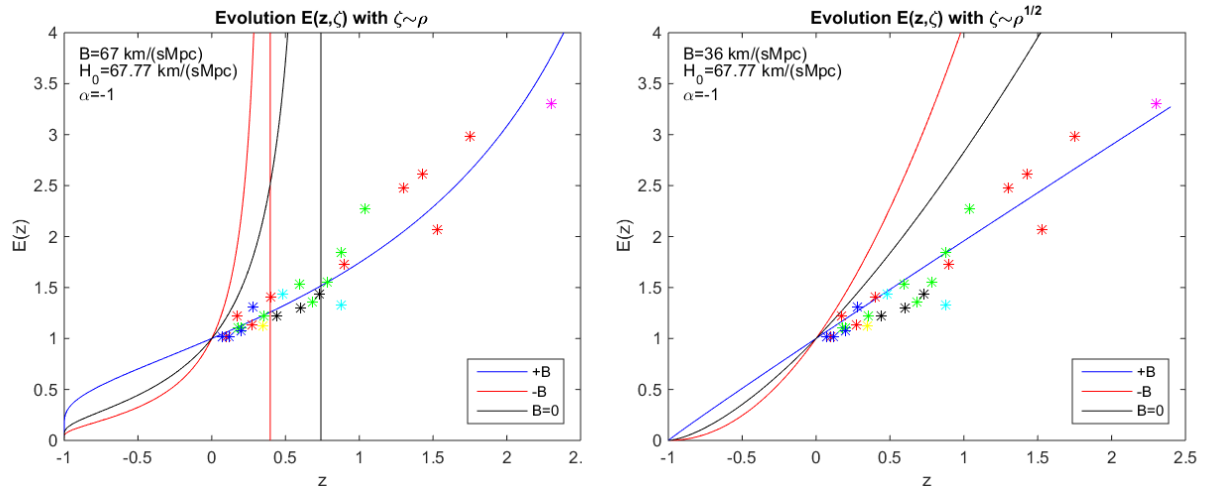 Evolution E(z,ζ) with ζ~ρ
B=67 km/(sMpc)
H₀=67.77 km/(sMpc)
α=-1
E(z)
4
3.5
3
2.5
2
1.5
1
0.5
0
-1 -0.5 0 0.5 1 1.5 2 2.
z
+B
-B
B=0
Evolution E(z,ζ) with ζ~ρ^1/2
B=36 km/(sMpc)
H₀=67.77 km/(sMpc)
α=-1
E(z)
4
3.5
3
2.5
2
1.5
1
0.5
0
-1 -0.5 0 0.5 1 1.5 2 2.5
z
+B
-B
B=0